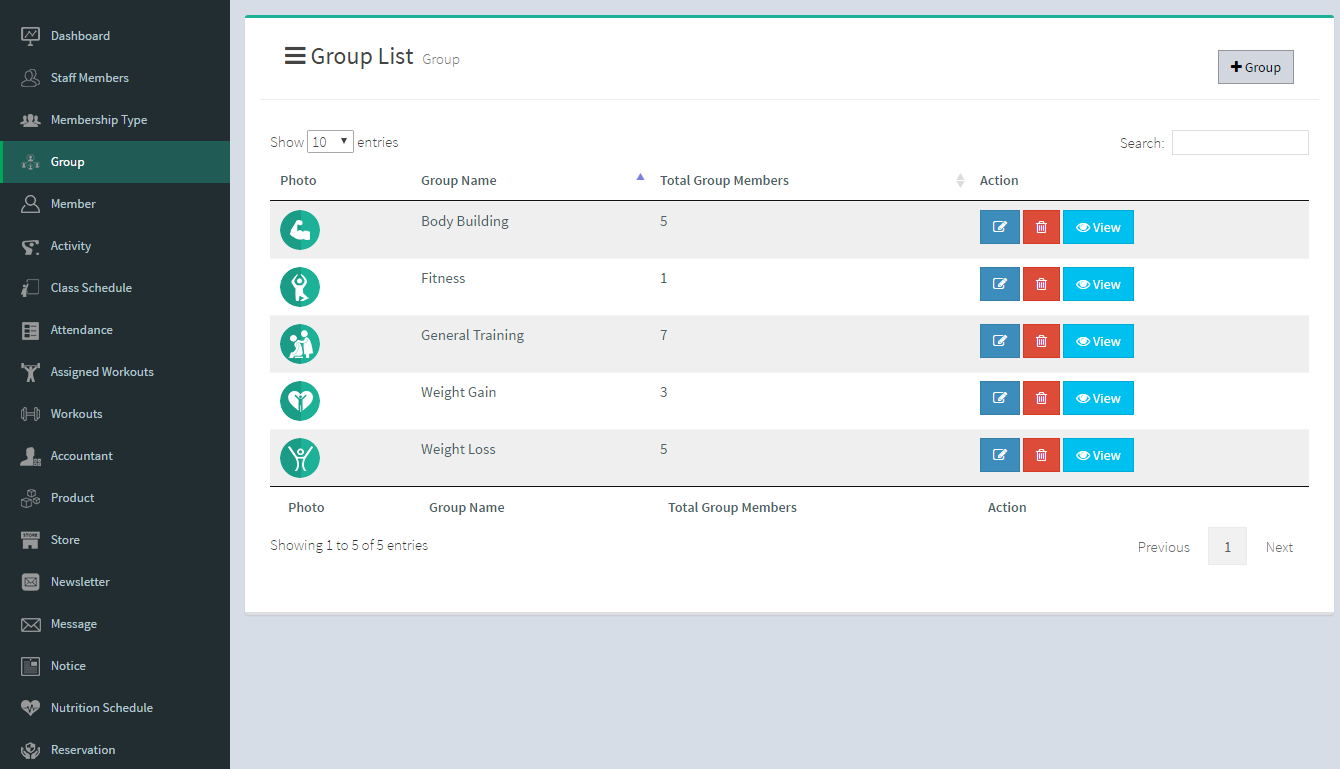 Dashboard
Staff Members
Membership Type
Group
Member
Activity
Class Schedule
Attendance
Assigned Workouts
Workouts
Accountant
Product
STORE
Store
Newsletter
Message
Notice
Nutrition Schedule
Reservation
Group List Group
Group
Show 10 entries
Search:
Photo Group Name Total Group Members Action
Body Building 5 View
Fitness 1 View
General Training 7 View
Weight Gain 3 View
Weight Loss 5 View
Photo Group Name Total Group Members Action
Showing 1 to 5 of 5 entries
Previous 1 Next